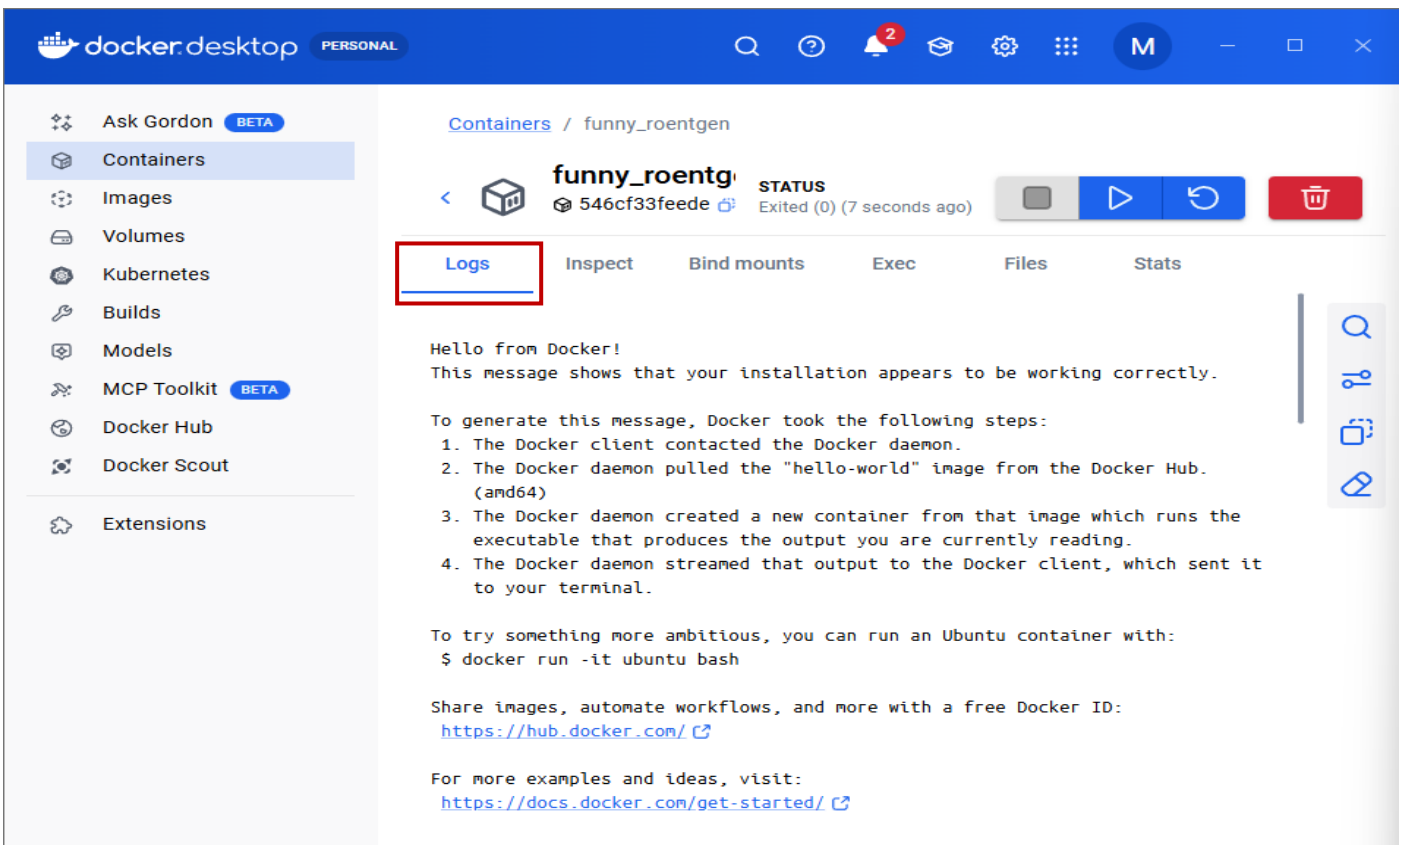 docker desktop PERSONAL 2 M
Ask Gordon BETA
Containers
Images
Volumes
Kubernetes
Builds
Models
MCP Toolkit BETA
Docker Hub
Docker Scout
Extensions
Containers / funny_roentgen
funny_roentg
546cf33feede
STATUS
Exited (0) (7 seconds ago)
Logs Inspect Bind mounts Exec Files Stats
Hello from Docker!
This message shows that your installation appears to be working correctly.
To generate this message, Docker took the following steps:
1. The Docker client contacted the Docker daemon.
2. The Docker daemon pulled the "hello-world" image from the Docker Hub.
(amd64)
3. The Docker daemon created a new container from that image which runs the
executable that produces the output you are currently reading.
4. The Docker daemon streamed that output to the Docker client, which sent it
to your terminal.
To try something more ambitious, you can run an Ubuntu container with:
$ docker run -it ubuntu bash
Share images, automate workflows, and more with a free Docker ID:
https://hub.docker.com/
For more examples and ideas, visit:
https://docs.docker.com/get-started/